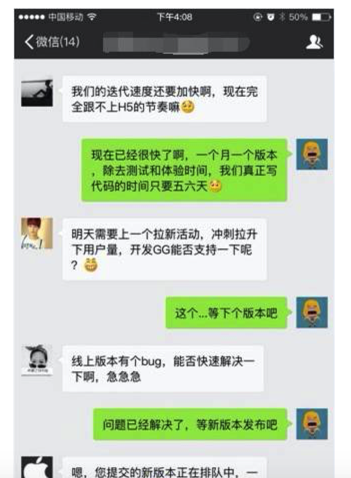 中国移动
下午4:08
50%
微信(14)
我们的迭代速度还要加快啊，现在完
全跟不上H5的节奏嘛
现在已经很快了啊，一个月一个版本
，除去测试和体验时间，我们真正写
代码的时间只要五六天
明天需要上一个拉新活动，冲刺拉升
下用户量，开发GG能否支持一下呢
？
这个...等下个版本吧
线上版本有个bug，能否快速解决一
下啊，急急急
问题已经解决了，等新版本发布吧
嗯，您提交的新版本正在排队中，一